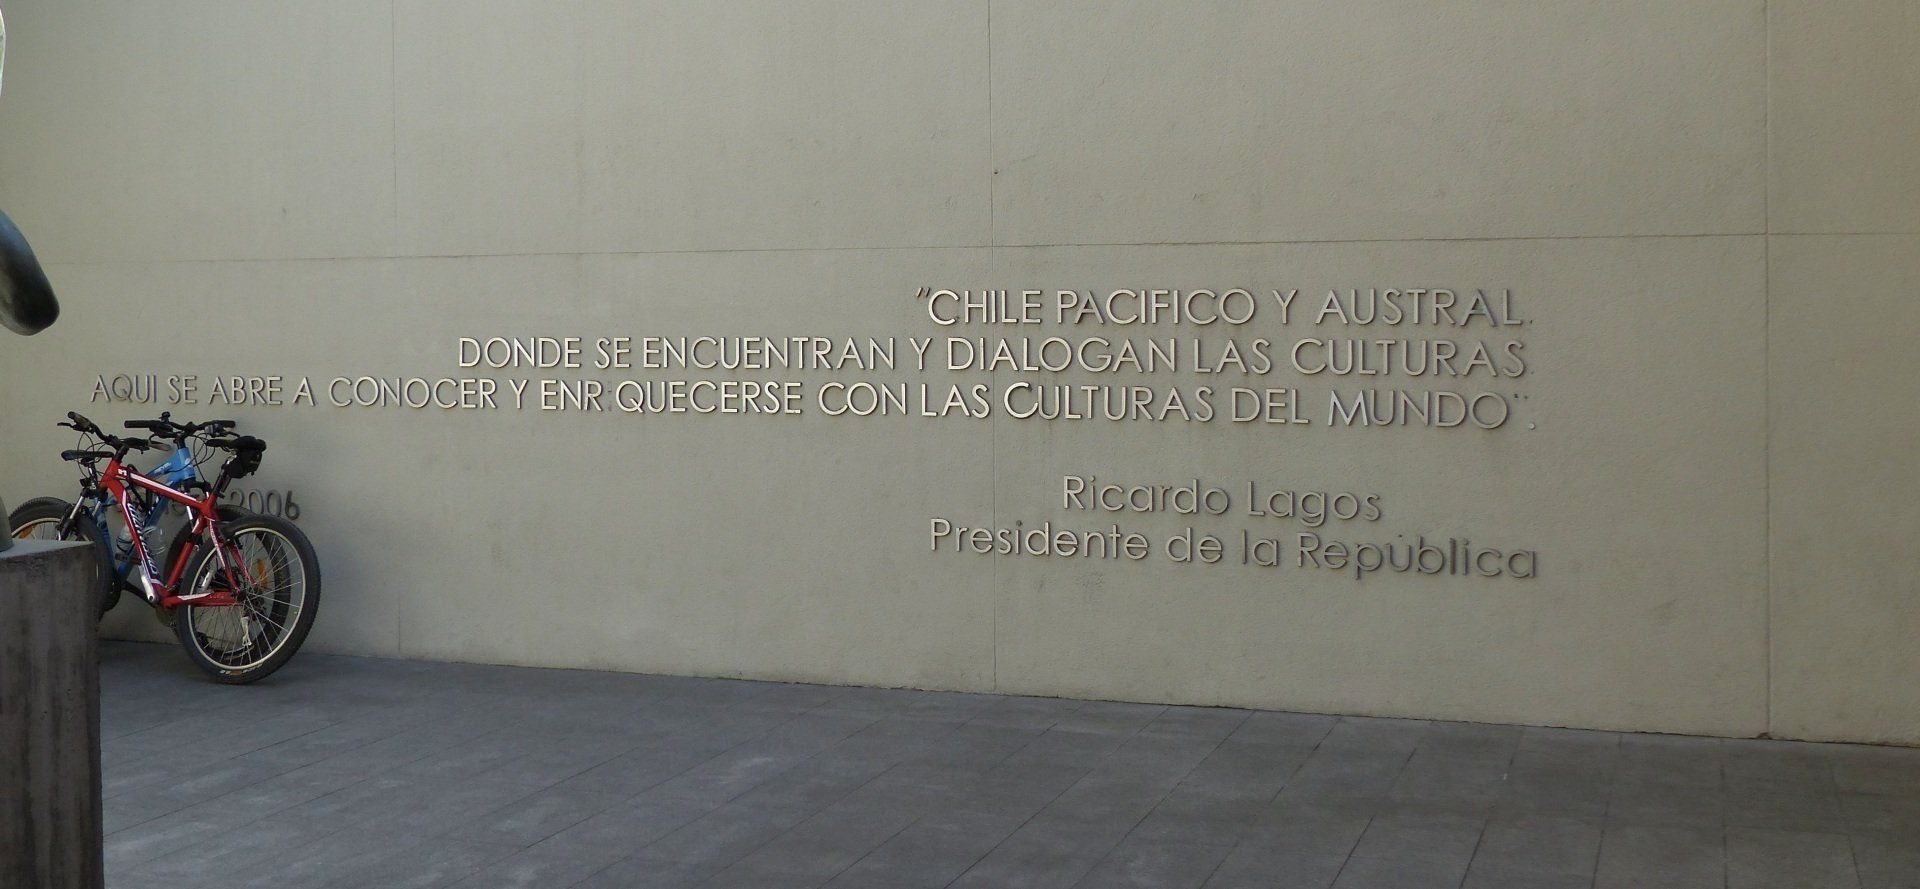 "CHILE PACIFICO Y AUSTRAL.
DONDE SE ENCUENTRAN Y DIALOGAN LAS CULTURAS.
AQUI SE ABRE A CONOCER Y ENR QUECERSE CON LAS CULTURAS DEL MUNDO".
Ricardo Lagos
Presidente de la República
2006